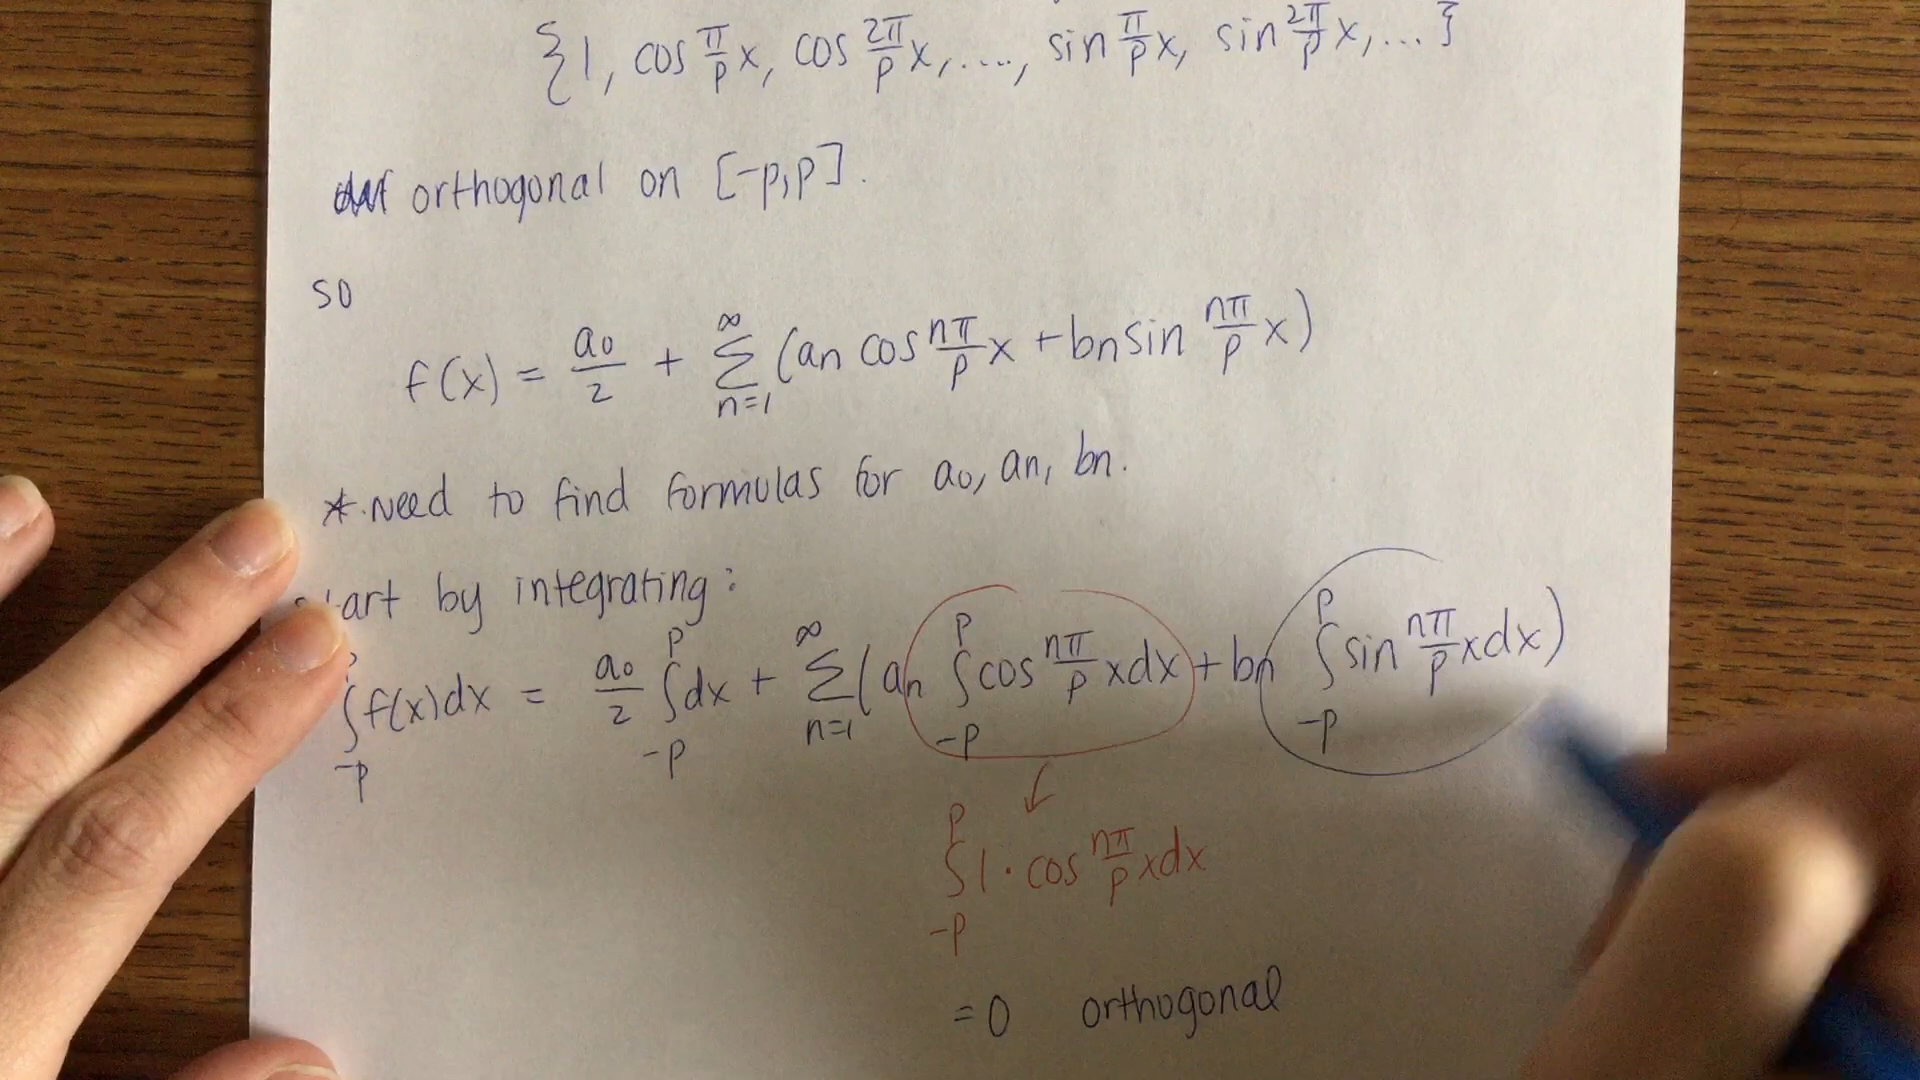 {1, cos π/p x, cos 2π/p x, ...., sin π/p x, sin 2π/p x, ...}
orthogonal on [-p,p].
so
f(x) = a₀/2 + ∞ Σ n=1 (an cos nπ/p x + bn sin nπ/p x)
* Need to find formulas for a₀, an, bn.
art by integrating:
∫ -p f(x)dx = a₀/2 p ∫ -p dx + ∞ Σ n=1 (an p ∫ -p cos nπ/p x dx + bn p ∫ -p sin nπ/p x dx)
p ∫ -p 1 · cos nπ/p x dx
= 0 orthogonal